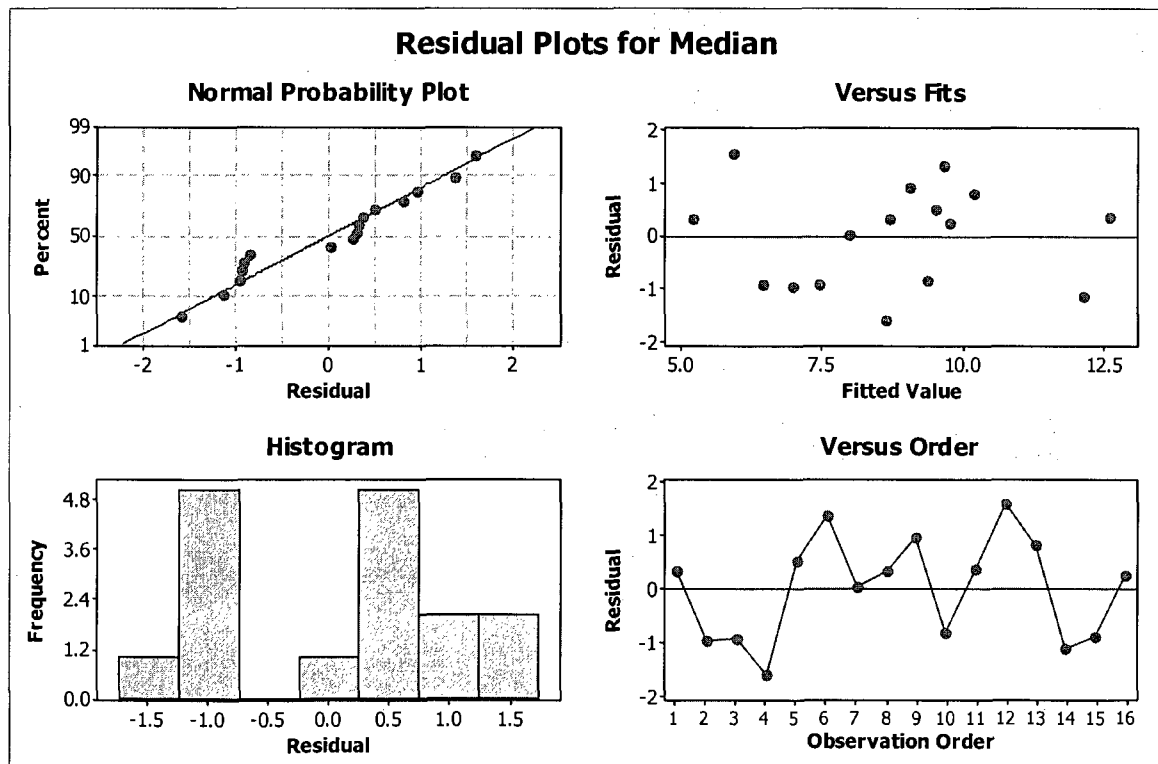 Residual Plots for Median
Normal Probability Plot
99
90
50
10
1
Percent
-2 -1 0 1 2
Residual
Versus Fits
2
1
0
-1
-2
Residual
5.0 7.5 10.0 12.5
Fitted Value
Histogram
4.8
3.6
2.4
1.2
0.0
Frequency
-1.5 -1.0 -0.5 0.0 0.5 1.0 1.5
Residual
Versus Order
2
1
0
-1
-2
Residual
1 2 3 4 5 6 7 8 9 10 11 12 13 14 15 16
Observation Order